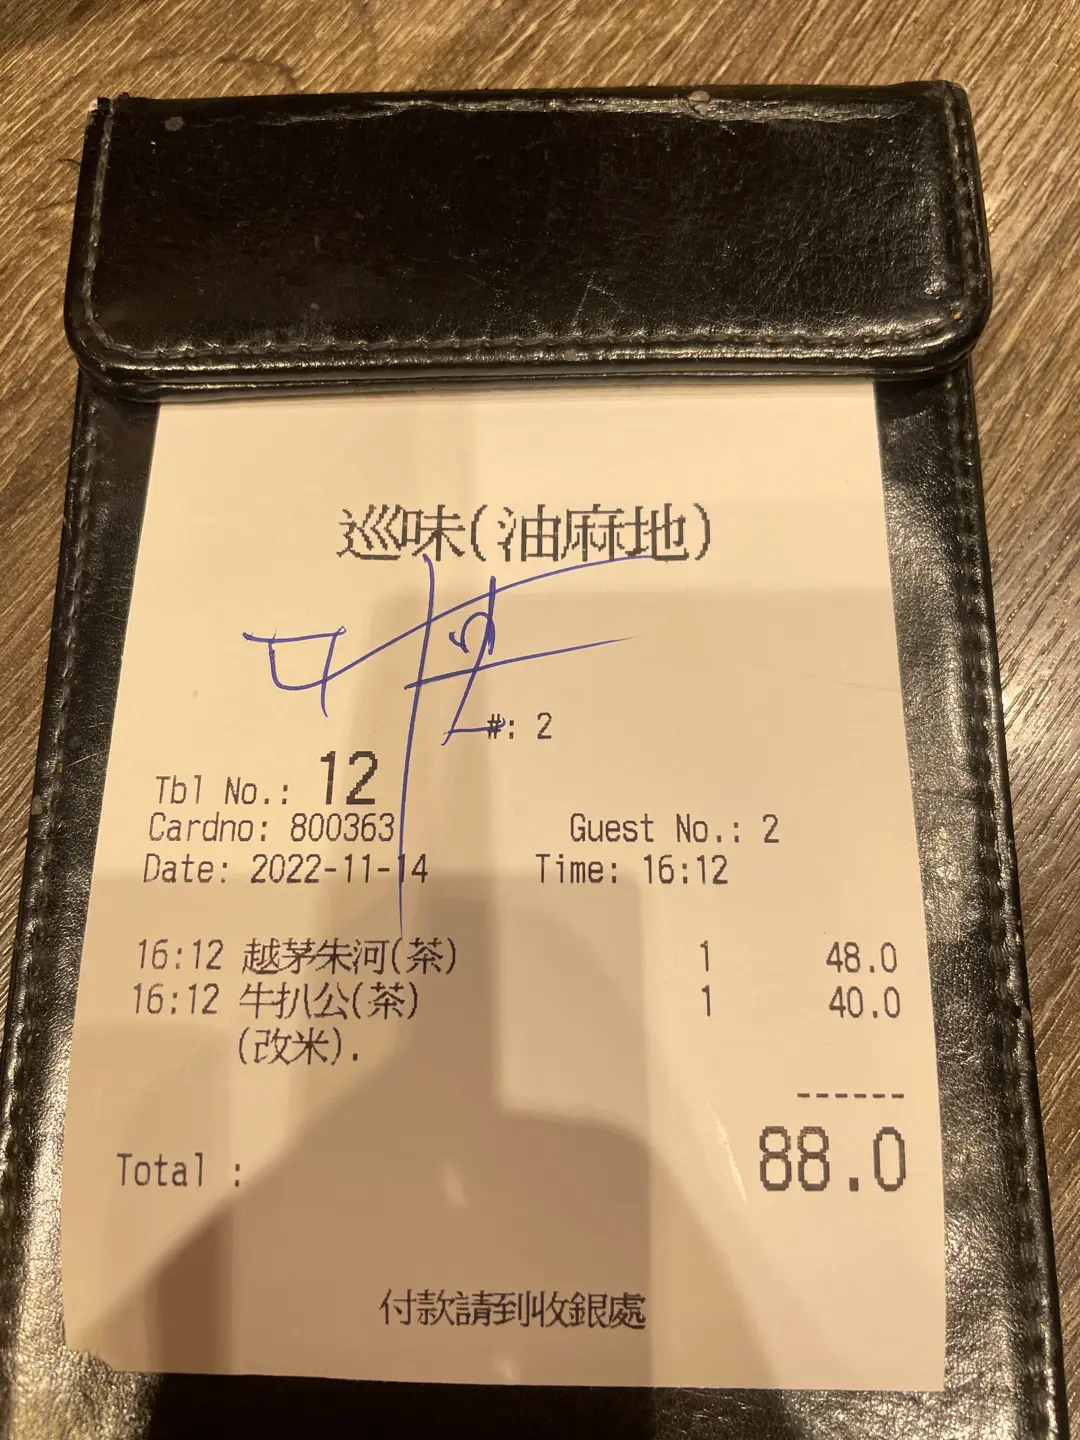 巡味(油麻地)
#: 2
Tbl No.: 12
Cardno: 800363 Guest No.: 2
Date: 2022-11-14 Time: 16:12
16:12 越茅朱河(茶) 1 48.0
16:12 牛扒公(茶) 1 40.0
(改米).
------
Total : 88.0
付款請到收銀處